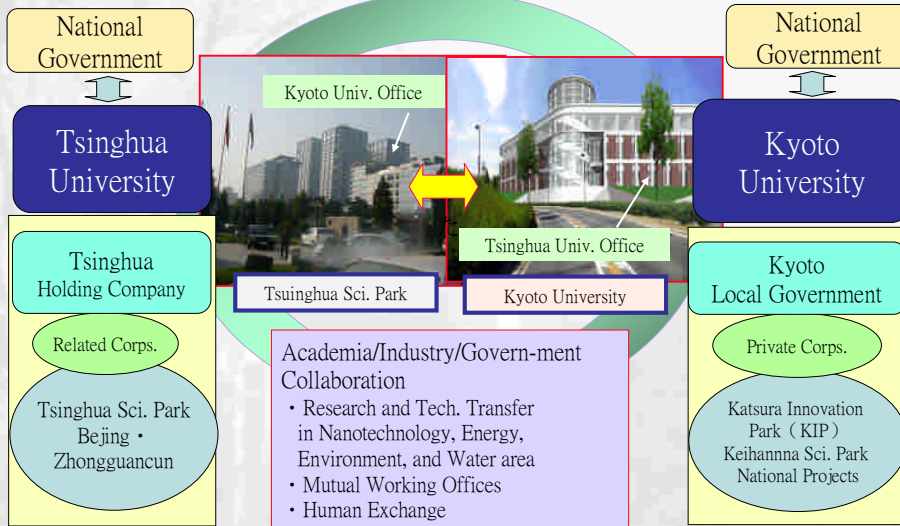 National
Government
Tsinghua
University
Tsinghua
Holding Company
Related Corps.
Tsinghua Sci. Park
Bejing・
Zhongguancun
Kyoto Univ. Office
Tsinghua Univ. Office
Tsuinghua Sci. Park
Kyoto University
Academia/Industry/Govern-ment
Collaboration
・Research and Tech. Transfer
in Nanotechnology, Energy,
Environment, and Water area
・Mutual Working Offices
・Human Exchange
National
Government
Kyoto
University
Kyoto
Local Government
Private Corps.
Katsura Innovation
Park（KIP）
Keihannna Sci. Park
National Projects